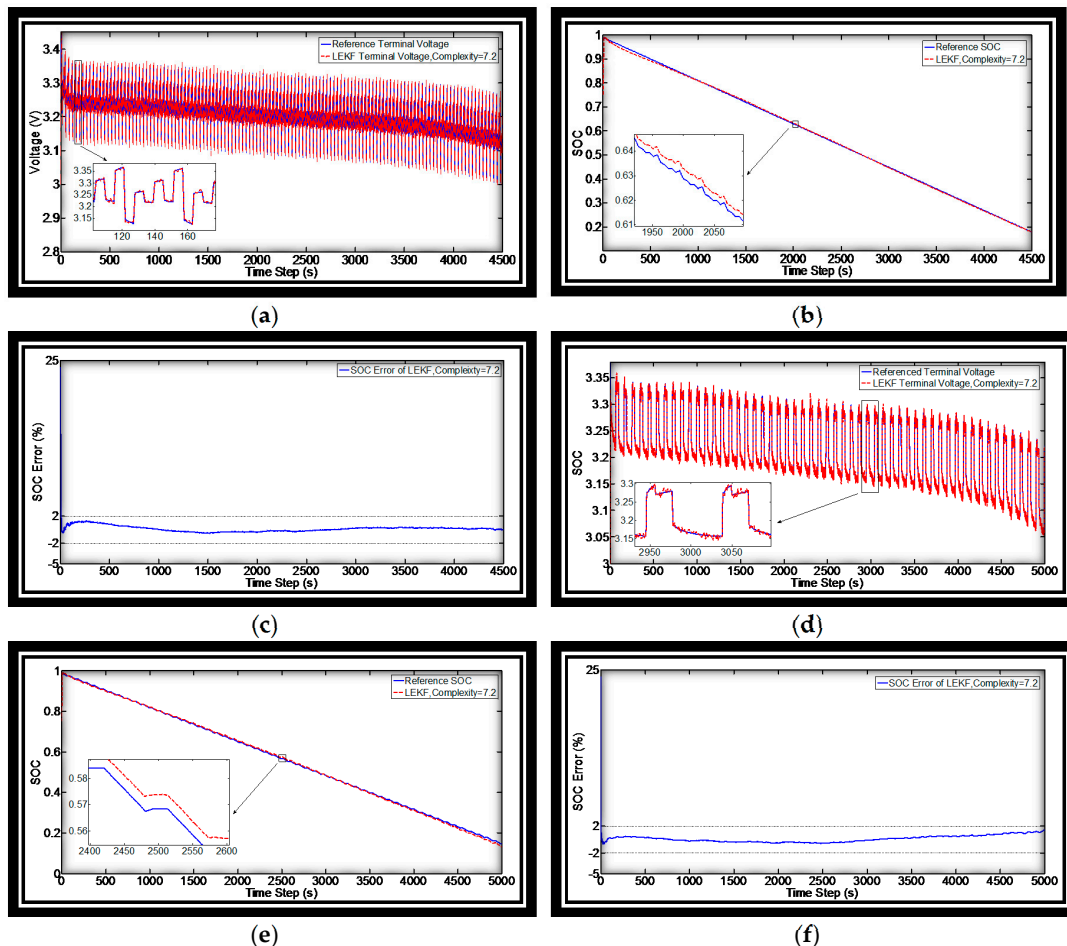 3.4
3.3
3.2
3.1
3
2.9
2.8
Voltage (V)
Reference Terminal Voltage
LEKF Terminal Voltage,Complexity=7.2
3.35
3.3
3.25
3.2
3.15
120 140 160
0 500 1000 1500 2000 2500 3000 3500 4000 4500
Time Step (s)
(a)
1
0.9
0.8
0.7
0.6
0.5
0.4
0.3
0.2
SOC
Reference SOC
LEKF,Complexity=7.2
0.64
0.63
0.62
0.61
1950 2000 2050
0 500 1000 1500 2000 2500 3000 3500 4000 4500
Time Step (s)
(b)
25
2
-2
-5
SOC Error (%)
SOC Error of LEKF,Compleixty=7.2
0 500 1000 1500 2000 2500 3000 3500 4000 4500
Time Step (s)
(c)
3.35
3.3
3.25
3.2
3.15
3.1
3.05
3
SOC
Referenced Terminal Voltage
LEKF Terminal Voltage,Complexity=7.2
3.3
3.25
3.2
3.15
2950 3000 3050
0 500 1000 1500 2000 2500 3000 3500 4000 4500 5000
Time Step (s)
(d)
1
0.8
0.6
0.4
0.2
0
SOC
Reference SOC
LEKF,Complexity=7.2
0.58
0.57
0.56
2400 2450 2500 2550 2600
0 500 1000 1500 2000 2500 3000 3500 4000 4500 5000
Time Step (s)
(e)
25
2
-2
-5
SOC Error (%)
SOC Error of LEKF,Complexity=7.2
0 500 1000 1500 2000 2500 3000 3500 4000 4500 5000
Time Step (s)
(f)